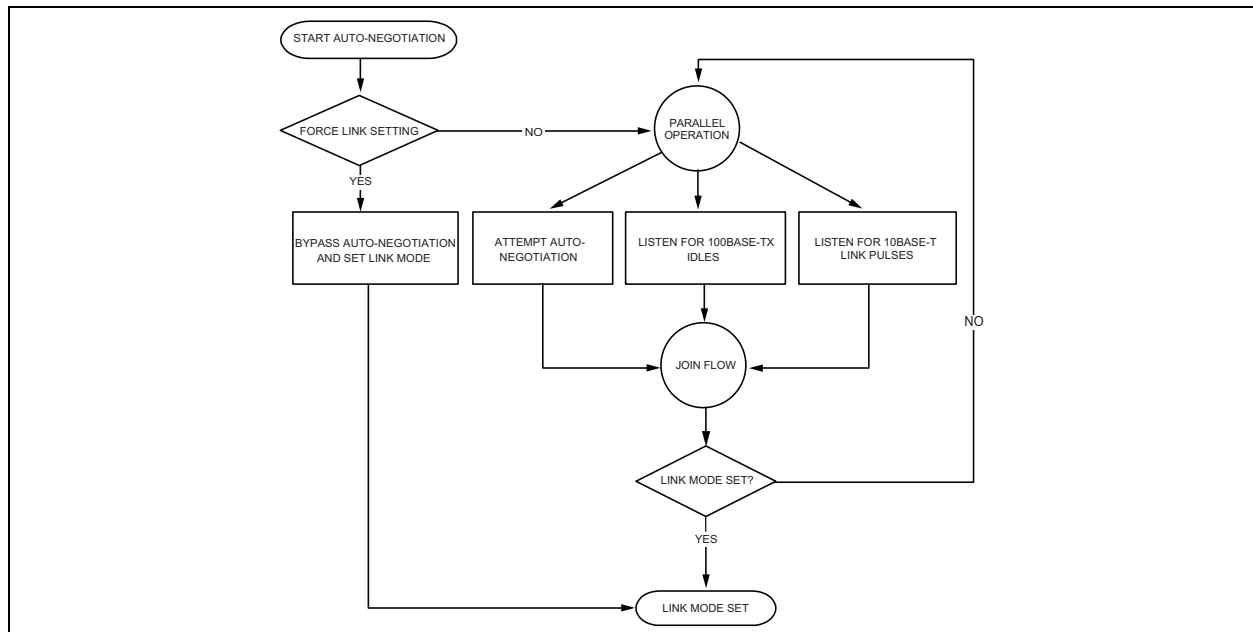 START AUTO-NEGOTIATION
FORCE LINK SETTING
NO
PARALLEL
OPERATION
YES
BYPASS AUTO-NEGOTIATION
AND SET LINK MODE
ATTEMPT AUTO-
NEGOTIATION
LISTEN FOR 100BASE-TX
IDLES
LISTEN FOR 10BASE-T
LINK PULSES
NO
JOIN FLOW
LINK MODE SET?
YES
LINK MODE SET